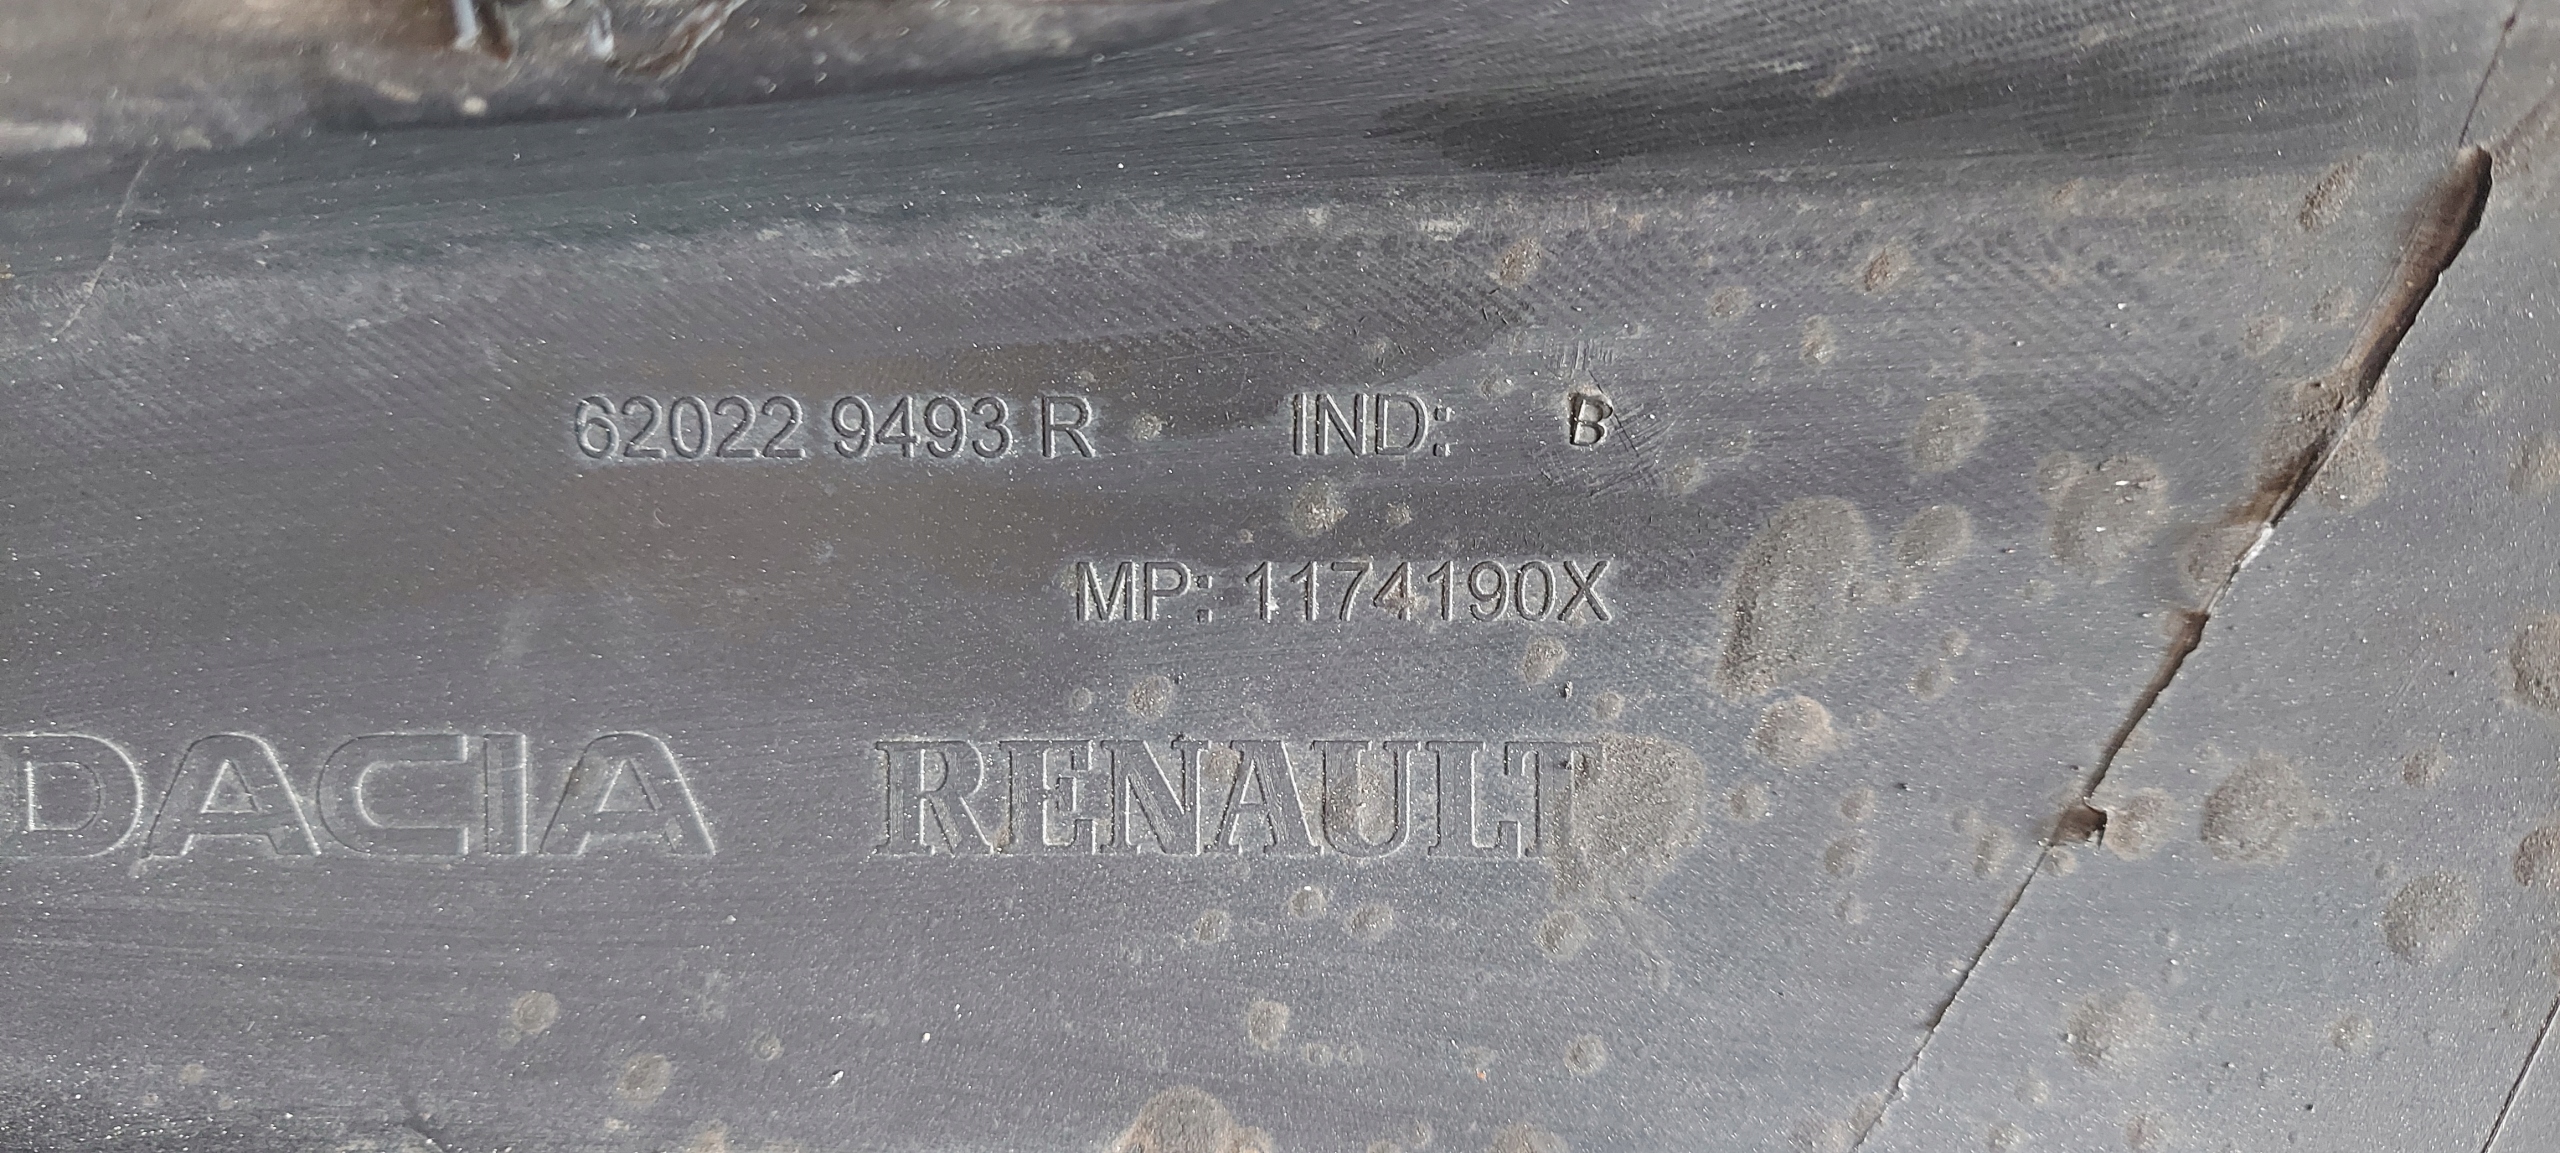 62022 9493 R IND: B
MP: 1174190X
DACIA RENAULT